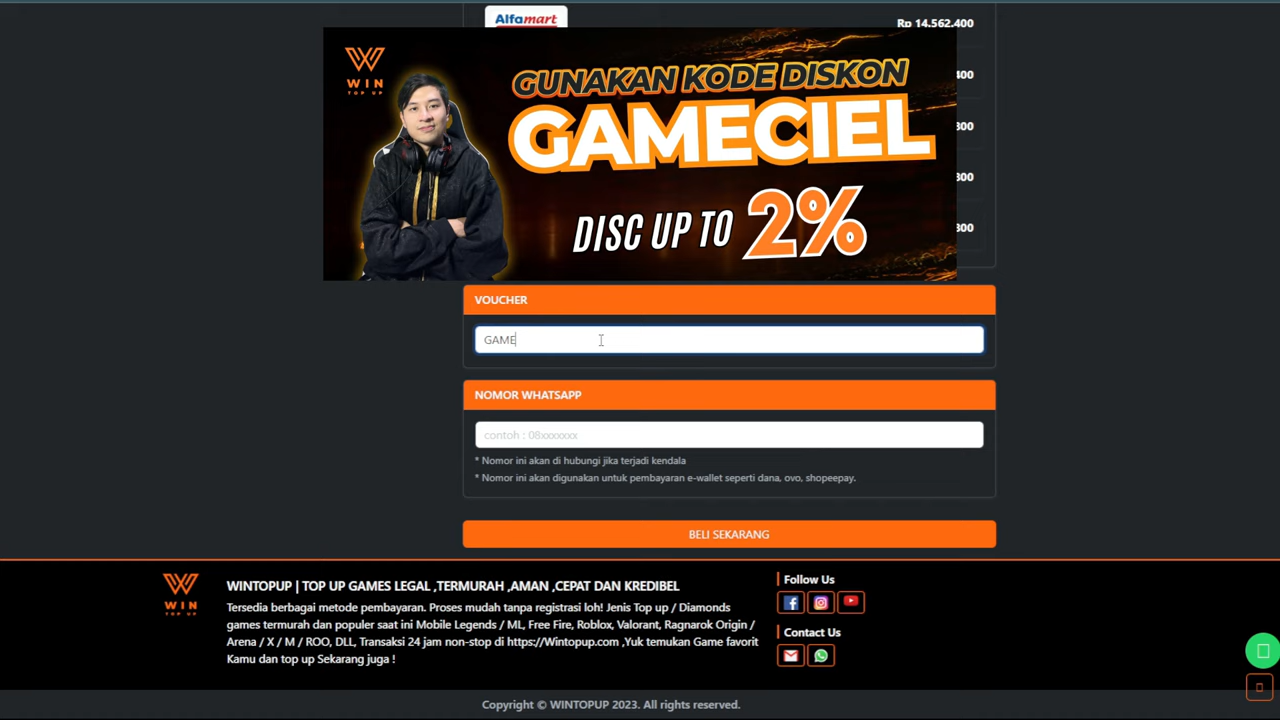 Alfamart
Rp 14.562.400
WIN
TOP UP
GUNAKAN KODE DISKON
GAMECIEL
DISC UP TO 2%
400
800
800
800
VOUCHER
GAME
NOMOR WHATSAPP
contoh : 08xxxxxxx
* Nomor ini akan di hubungi jika terjadi kendala
* Nomor ini akan digunakan untuk pembayaran e-wallet seperti dana, ovo, shopeepay.
BELI SEKARANG
WIN
TOP UP
WINTOPUP | TOP UP GAMES LEGAL ,TERMURAH ,AMAN ,CEPAT DAN KREDIBEL
Tersedia berbagai metode pembayaran. Proses mudah tanpa registrasi loh! Jenis Top up / Diamonds
games termurah dan populer saat ini Mobile Legends / ML, Free Fire, Roblox, Valorant, Ragnarok Origin /
Arena / X / M / ROO, DLL, Transaksi 24 jam non-stop di https://Wintopup.com ,Yuk temukan Game favorit
Kamu dan top up Sekarang juga !
Follow Us
Contact Us
Copyright © WINTOPUP 2023. All rights reserved.